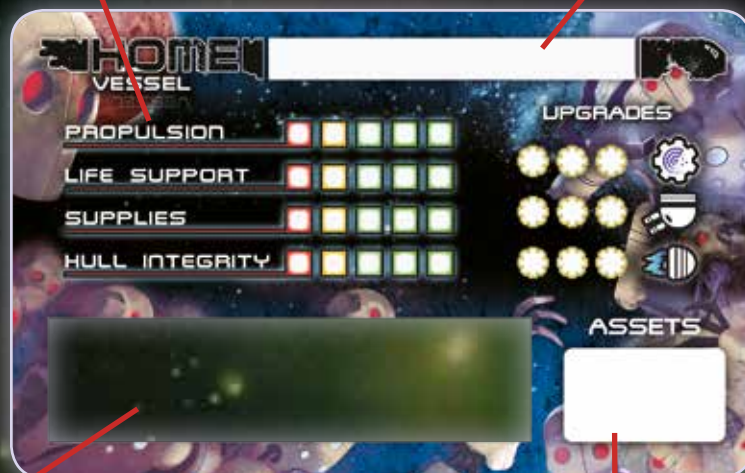 HOME
VESSEL
UPGRADES
PROPULSION
LIFE SUPPORT
SUPPLIES
HULL INTEGRITY
ASSETS